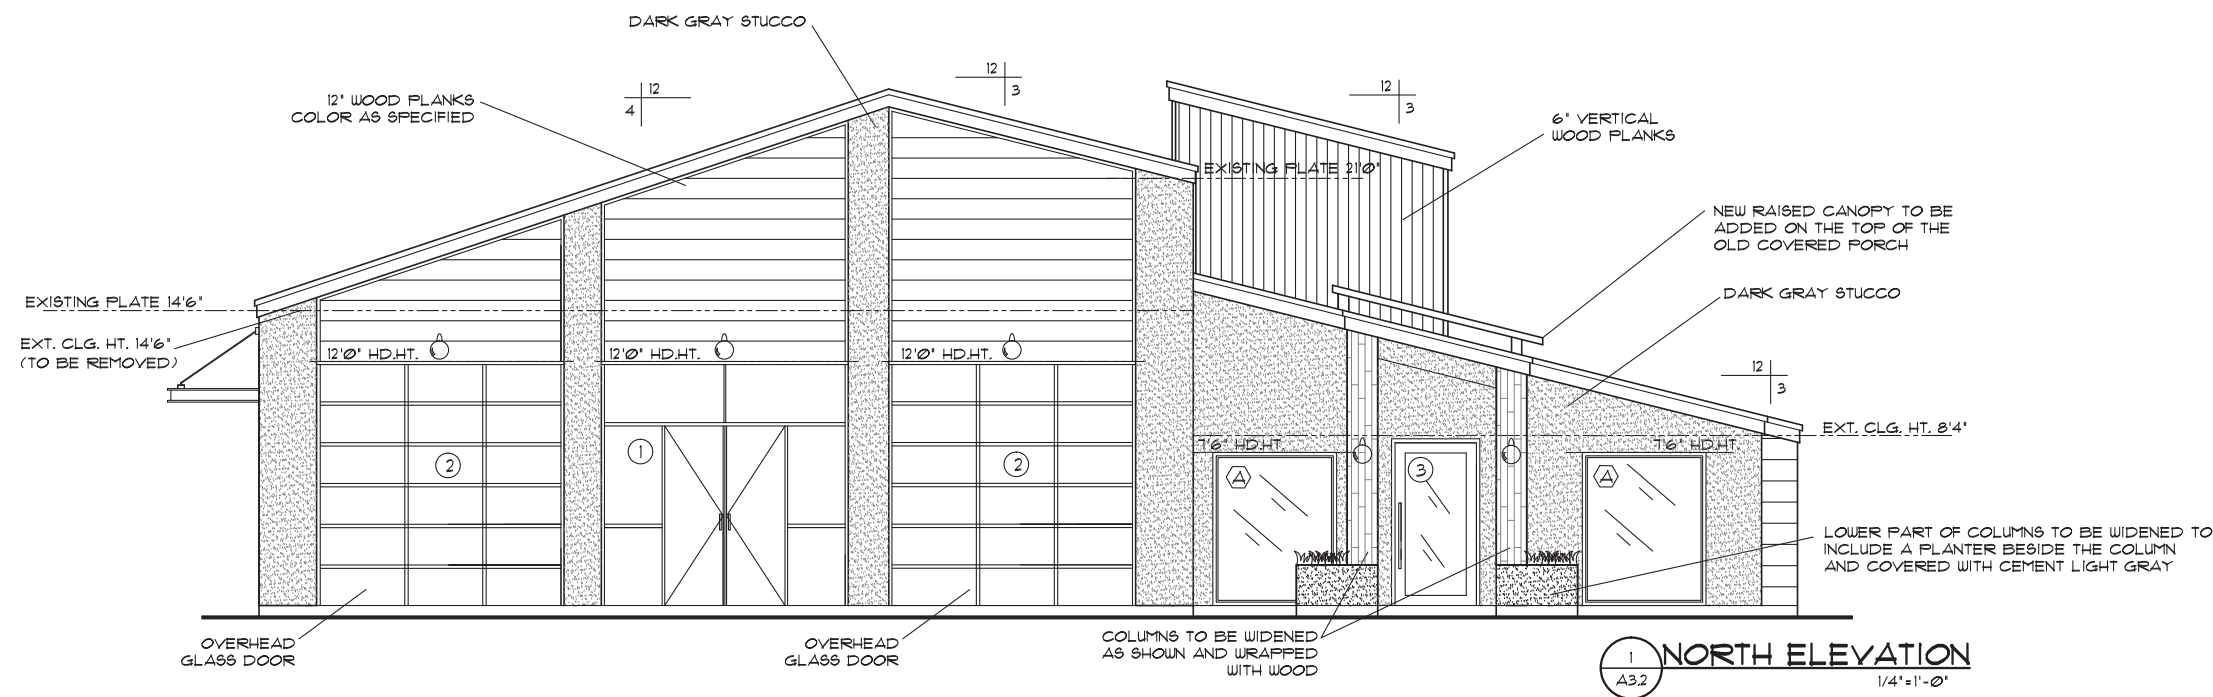 DARK GRAY STUCCO
12
3
12
4
12
3
12" WOOD PLANKS
COLOR AS SPECIFIED
6" VERTICAL
WOOD PLANKS
EXISTING PLATE 21'0"
NEW RAISED CANOPY TO BE
ADDED ON THE TOP OF THE
OLD COVERED PORCH
EXISTING PLATE 14'6"
DARK GRAY STUCCO
EXT. CLG. HT. 14'6"
(TO BE REMOVED)
12'0" HD.HT.
12'0" HD.HT.
12'0" HD.HT.
12
3
EXT. CLG. HT. 8'4"
7'6" HD.HT.
7'6" HD.HT
2
1
2
A
3
A
LOWER PART OF COLUMNS TO BE WIDENED TO
INCLUDE A PLANTER BESIDE THE COLUMN
AND COVERED WITH CEMENT LIGHT GRAY
OVERHEAD
GLASS DOOR
OVERHEAD
GLASS DOOR
COLUMNS TO BE WIDENED
AS SHOWN AND WRAPPED
WITH WOOD
1
A3.2
NORTH ELEVATION
1/4"=1'-0"